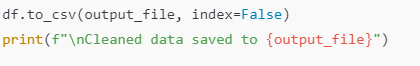 df.to_csv(output_file, index=False)
print(f"\nCleaned data saved to {output_file}")